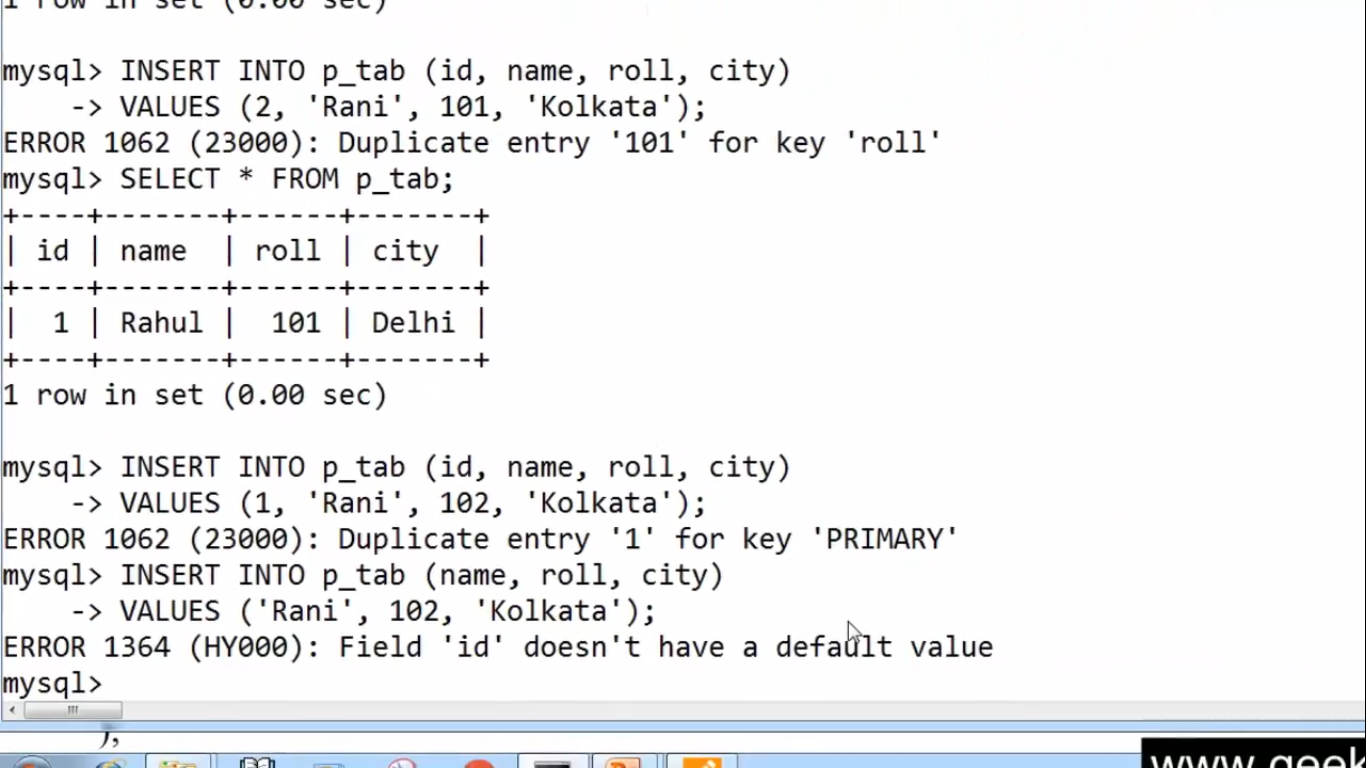 1 row in set (0.00 sec)
mysql> INSERT INTO p_tab (id, name, roll, city)
    -> VALUES (2, 'Rani', 101, 'Kolkata');
ERROR 1062 (23000): Duplicate entry '101' for key 'roll'
mysql> SELECT * FROM p_tab;
+----+-------+------+-------+
| id | name  | roll | city  |
+----+-------+------+-------+
|  1 | Rahul |  101 | Delhi |
+----+-------+------+-------+
1 row in set (0.00 sec)
mysql> INSERT INTO p_tab (id, name, roll, city)
    -> VALUES (1, 'Rani', 102, 'Kolkata');
ERROR 1062 (23000): Duplicate entry '1' for key 'PRIMARY'
mysql> INSERT INTO p_tab (name, roll, city)
    -> VALUES ('Rani', 102, 'Kolkata');
ERROR 1364 (HY000): Field 'id' doesn't have a default value
mysql>
);
www.geek